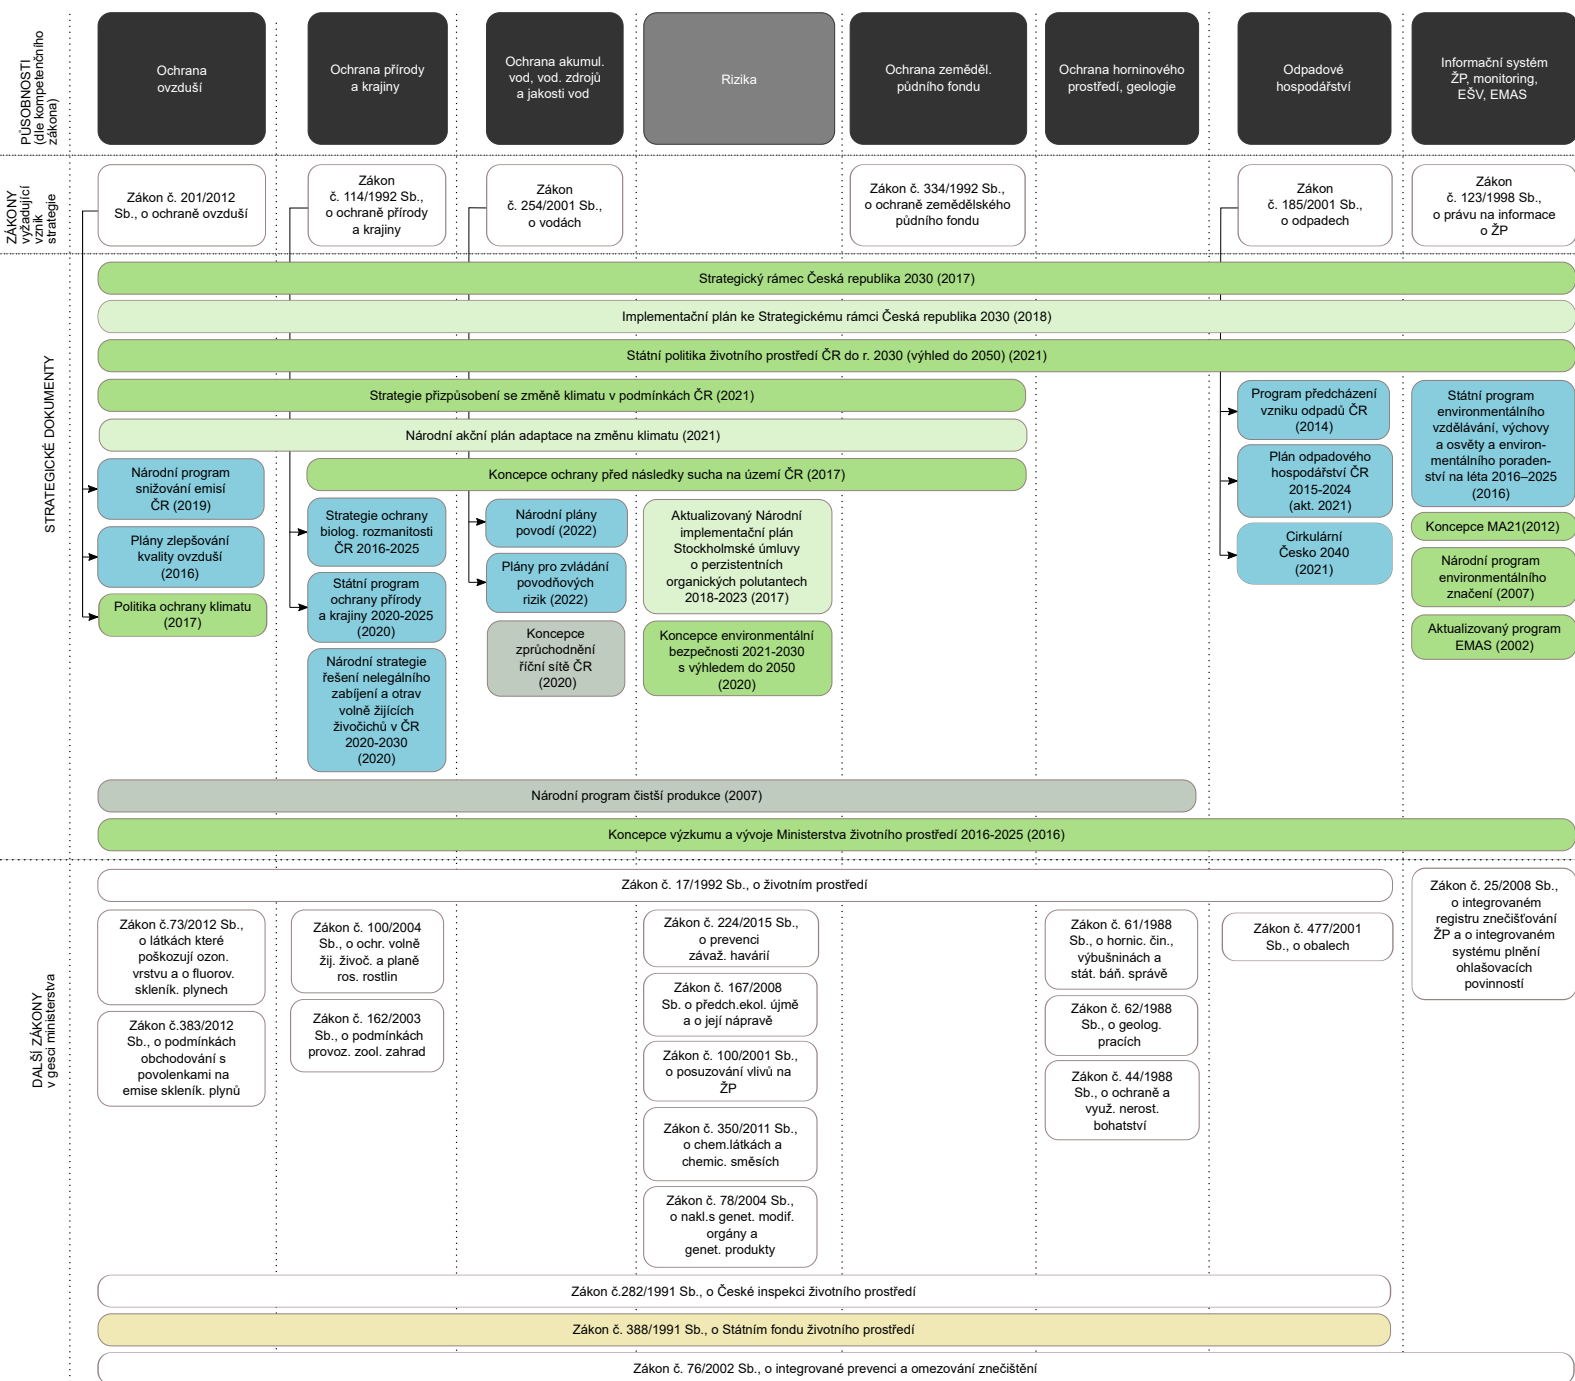 PŮSOBNOSTI
(dle kompetenčního
zákona)
Ochrana
ovzduší
Ochrana přírody
a krajiny
Ochrana akumul.
vod, vod. zdrojů
a jakosti vod
Rizika
Ochrana zeměděl.
půdního fondu
Ochrana horninového
prostředí, geologie
Odpadové
hospodářství
Informační systém
ŽP, monitoring,
EŠV, EMAS
ZÁKONY
vyžadující
vznik
strategie
Zákon č. 201/2012
Sb., o ochraně ovzduší
Zákon
č. 114/1992 Sb.,
o ochraně přírody
a krajiny
Zákon
č. 254/2001 Sb.,
o vodách
Zákon č. 334/1992 Sb.,
o ochraně zemědělského
půdního fondu
Zákon
č. 185/2001 Sb.,
o odpadech
Zákon
č. 123/1998 Sb.,
o právu na informace
o ŽP
STRATEGICKÉ DOKUMENTY
Strategický rámec Česká republika 2030 (2017)
Implementační plán ke Strategickému rámci Česká republika 2030 (2018)
Státní politika životního prostředí ČR do r. 2030 (výhled do 2050) (2021)
Strategie přizpůsobení se změně klimatu v podmínkách ČR (2021)
Národní akční plán adaptace na změnu klimatu (2021)
Koncepce ochrany před následky sucha na území ČR (2017)
Národní program
snižování emisí
ČR (2019)
Plány zlepšování
kvality ovzduší
(2016)
Politika ochrany klimatu
(2017)
Strategie ochrany
biolog. rozmanitosti
ČR 2016-2025
Státní program
ochrany přírody
a krajiny 2020-2025
(2020)
Národní strategie
řešení nelegálního
zabíjení a otrav
volně žijících
živočichů v ČR
2020-2030
(2020)
Národní plány
povodí (2022)
Plány pro zvládání
povodňových
rizik (2022)
Koncepce
zprůchodnění
říční sítě ČR
(2020)
Aktualizovaný Národní
implementační plán
Stockholmské úmluvy
o perzistentních
organických polutantech
2018-2023 (2017)
Koncepce environmentální
bezpečnosti 2021-2030
s výhledem do 2050
(2020)
Program předcházení
vzniku odpadů ČR
(2014)
Plán odpadového
hospodářství ČR
2015-2024
(akt. 2021)
Cirkulární
Česko 2040
(2021)
Státní program
environmentálního
vzdělávání, výchovy
a osvěty a environ-
mentálního poraden-
ství na léta 2016–2025
(2016)
Koncepce MA21(2012)
Národní program
environmentálního
značení (2007)
Aktualizovaný program
EMAS (2002)
Národní program čistší produkce (2007)
Koncepce výzkumu a vývoje Ministerstva životního prostředí 2016-2025 (2016)
DALŠÍ ZÁKONY
v gesci ministerstva
Zákon č. 17/1992 Sb., o životním prostředí
Zákon č.73/2012 Sb.,
o látkách které
poškozují ozon.
vrstvu a o fluorov.
skleník. plynech
Zákon č.383/2012
Sb., o podmínkách
obchodování s
povolenkami na
emise skleník. plynů
Zákon č. 100/2004
Sb., o ochr. volně
žij. živoč. a planě
ros. rostlin
Zákon č. 162/2003
Sb., o podmínkách
provoz. zool. zahrad
Zákon č. 224/2015 Sb.,
o prevenci
závaž. havárií
Zákon č. 167/2008
Sb. o předch.ekol. újmě
a o její nápravě
Zákon č. 100/2001 Sb.,
o posuzování vlivů na
ŽP
Zákon č. 350/2011 Sb.,
o chem.látkách a
chemic. směsích
Zákon č. 78/2004 Sb.,
o nakl.s genet. modif.
orgány a
genet. produkty
Zákon č. 61/1988
Sb., o hornic. čin.,
výbušninách a
stát. báň. správě
Zákon č. 62/1988
Sb., o geolog.
pracích
Zákon č. 44/1988
Sb., o ochraně a
využ. nerost.
bohatství
Zákon č. 477/2001
Sb., o obalech
Zákon č. 25/2008 Sb.,
o integrovaném
registru znečišťování
ŽP a o integrovaném
systému plnění
ohlašovacích
povinností
Zákon č.282/1991 Sb., o České inspekci životního prostředí
Zákon č. 388/1991 Sb., o Státním fondu životního prostředí
Zákon č. 76/2002 Sb., o integrované prevenci a omezování znečištění